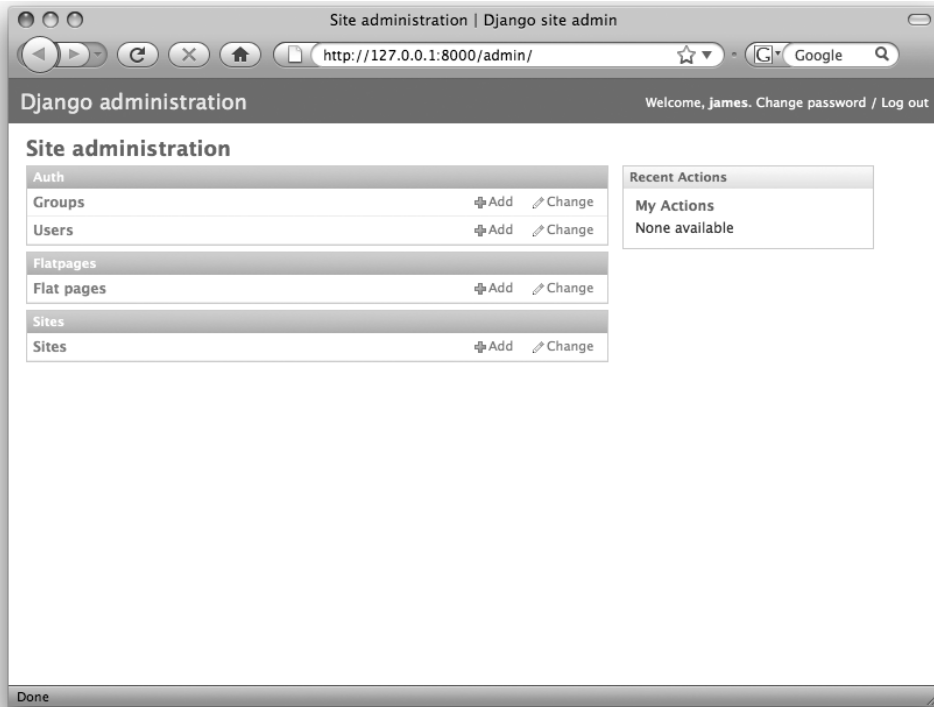 Site administration | Django site admin
http://127.0.0.1:8000/admin/
G Google
Django administration
Welcome, james. Change password / Log out
Site administration
Auth
Groups Add Change
Users Add Change
Flatpages
Flat pages Add Change
Sites
Sites Add Change
Recent Actions
My Actions
None available
Done